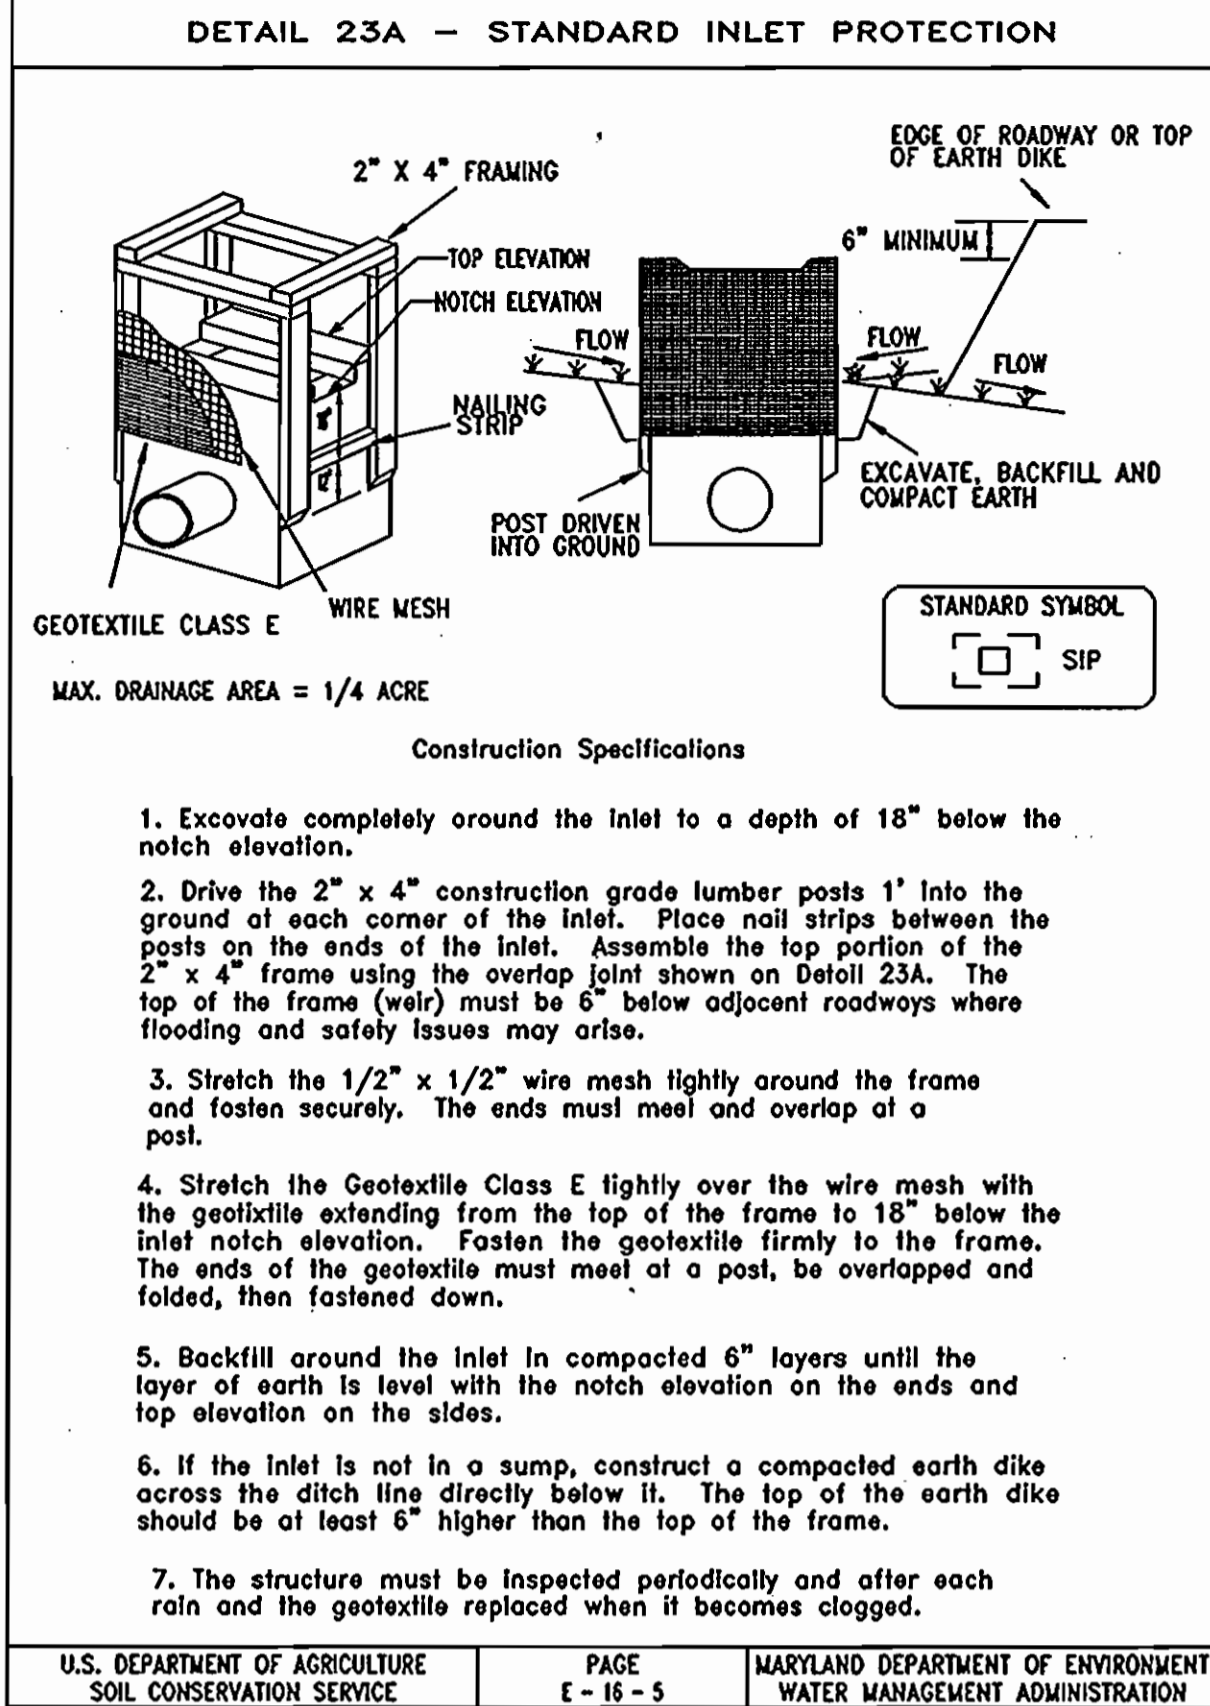 DETAIL 23A – STANDARD INLET PROTECTION
EDGE OF ROADWAY OR TOP
OF EARTH DIKE
2" X 4" FRAMING
6" MINIMUM
TOP ELEVATION
NOTCH ELEVATION
FLOW
FLOW
FLOW
NAILING
STRIP
EXCAVATE, BACKFILL AND
COMPACT EARTH
POST DRIVEN
INTO GROUND
WIRE MESH
GEOTEXTILE CLASS E
STANDARD SYMBOL
SIP
MAX. DRAINAGE AREA = 1/4 ACRE
Construction Specifications
1. Excovate completely oround the inlet to a depth of 18" below the
notch elevation.
2. Drive the 2" x 4" construction grade lumber posts 1' into the
ground at each corner of the inlet. Place nail strips between the
posts on the ends of the inlet. Assemble the top portion of the
2" x 4" frame using the overlap joint shown on Detoil 23A. The
top of the frame (weir) must be 6" below adjocent roadwoys where
flooding and safety issues may arise.
3. Stretch the 1/2" x 1/2" wire mesh tightly around the frame
and fosten securely. The ends must meet and overlap at a
post.
4. Stretch the Geotextile Class E tightly over the wire mesh with
the geotixtile extending from the top of the frame to 18" below the
inlet notch elevation. Fasten the geotextile firmly to the frame.
The ends of the geotextile must meet at a post, be overlapped and
folded, then fastened down.
5. Backfill around the inlet in compacted 6" layers until the
layer of earth is level with the notch elevation on the ends and
top elevation on the sides.
6. If the inlet is not in a sump, construct a compacted earth dike
across the ditch line directly below it. The top of the earth dike
should be at least 6" higher than the top of the frame.
7. The structure must be inspected periodically and after each
rain and the geotextile replaced when it becomes clogged.
U.S. DEPARTMENT OF AGRICULTURE
SOIL CONSERVATION SERVICE
PAGE
E - 16 - 5
MARYLAND DEPARTMENT OF ENVIRONMENT
WATER MANAGEMENT ADMINISTRATION